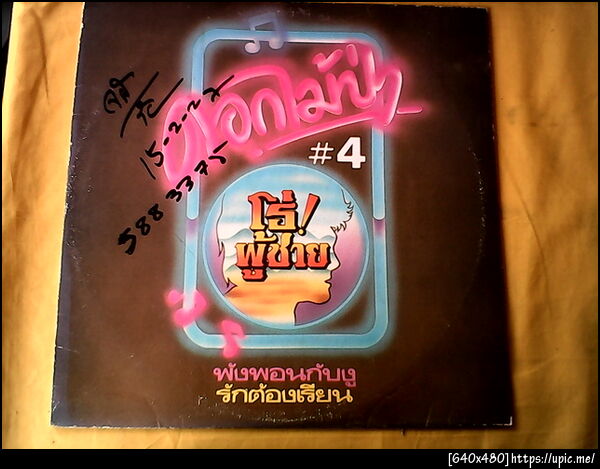 ดอกไม้ป่า
#4
15-2-27
588 3375
โธ่!
ผู้ชาย
พังพอนกับงู
รักต้องเรียน
[640x480]https://upic.me/